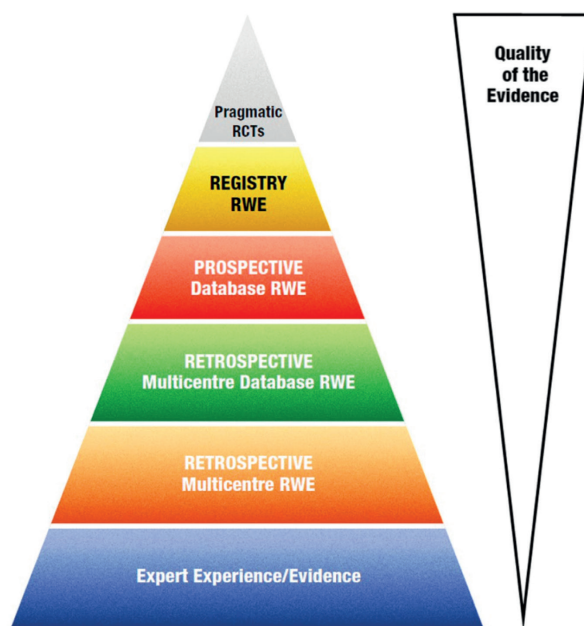 Pragmatic
RCTs
REGISTRY
RWE
PROSPECTIVE
Database RWE
RETROSPECTIVE
Multicentre Database RWE
RETROSPECTIVE
Multicentre RWE
Expert Experience/Evidence
Quality
of the
Evidence